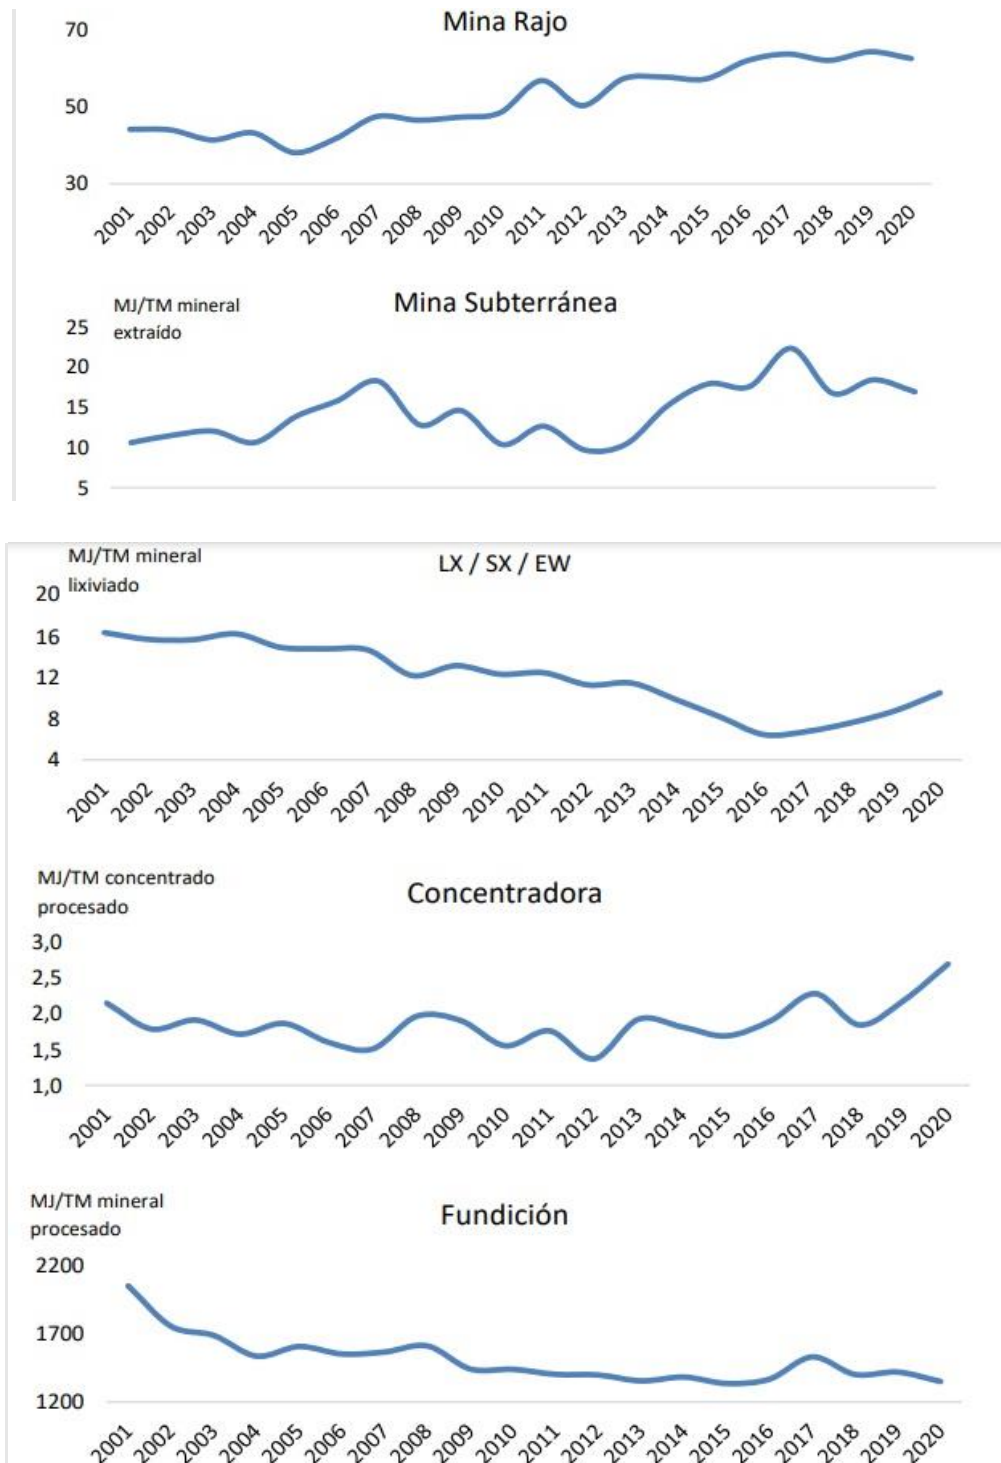 Mina Rajo
70
50
30
2001 2002 2003 2004 2005 2006 2007 2008 2009 2010 2011 2012 2013 2014 2015 2016 2017 2018 2019 2020
Mina Subterránea
MJ/TM mineral
extraído
25
20
15
10
5
LX / SX / EW
MJ/TM mineral
lixiviado
20
16
12
8
4
2001 2002 2003 2004 2005 2006 2007 2008 2009 2010 2011 2012 2013 2014 2015 2016 2017 2018 2019 2020
MJ/TM concentrado
procesado
Concentradora
3,0
2,5
2,0
1,5
1,0
2001 2002 2003 2004 2005 2006 2007 2008 2009 2010 2011 2012 2013 2014 2015 2016 2017 2018 2019 2020
MJ/TM mineral
procesado
Fundición
2200
1700
1200
2001 2002 2003 2004 2005 2006 2007 2008 2009 2010 2011 2012 2013 2014 2015 2016 2017 2018 2019 2020